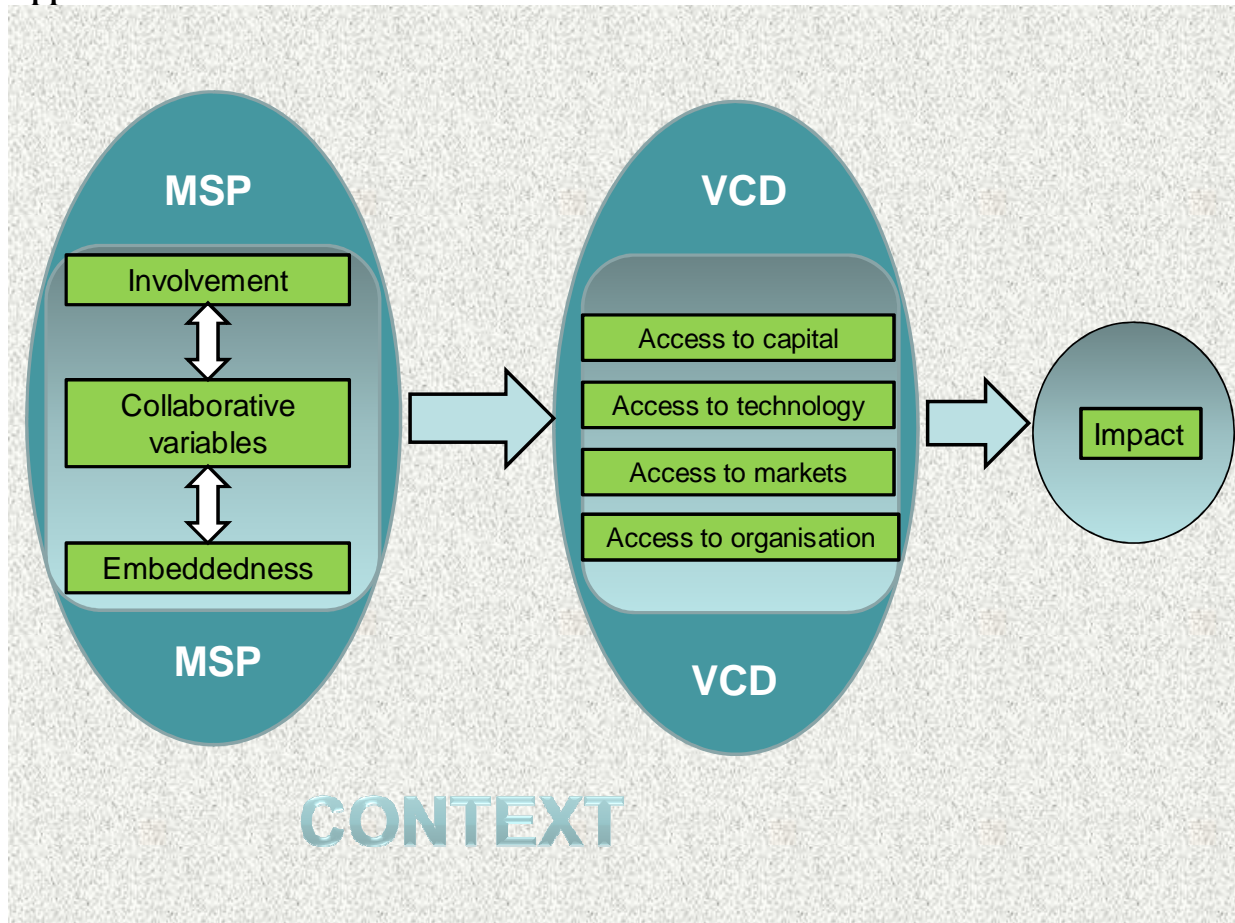 MSP
Involvement
Collaborative
variables
Embeddedness
MSP
VCD
Access to capital
Access to technology
Access to markets
Access to organisation
VCD
Impact
CONTEXT